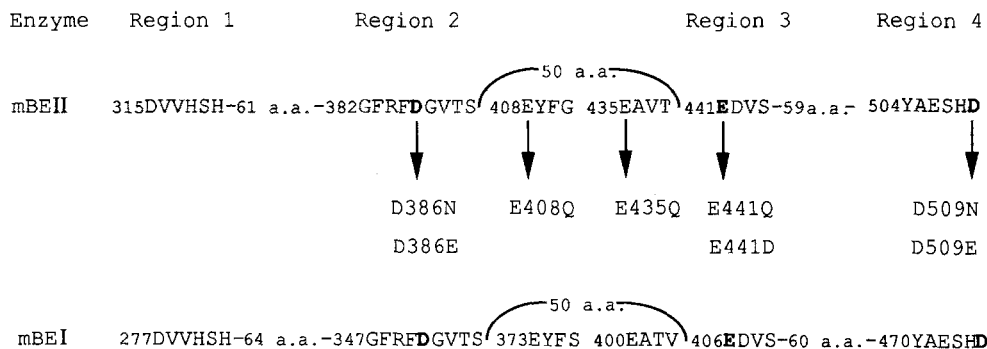 Enzyme Region 1 Region 2 Region 3 Region 4
50 a.a.
mBEII 315DVVHSH-61 a.a.-382GFRFDGVTS 408EYFG 435EAVT 441EDVS-59a.a.- 504YAESHD
D386N E408Q E435Q E441Q D509N
D386E E441D D509E
50 a.a.
mBEI 277DVVHSH-64 a.a.-347GFRFDGVTS 373EYFS 400EATV 406EDVS-60 a.a.-470YAESHD